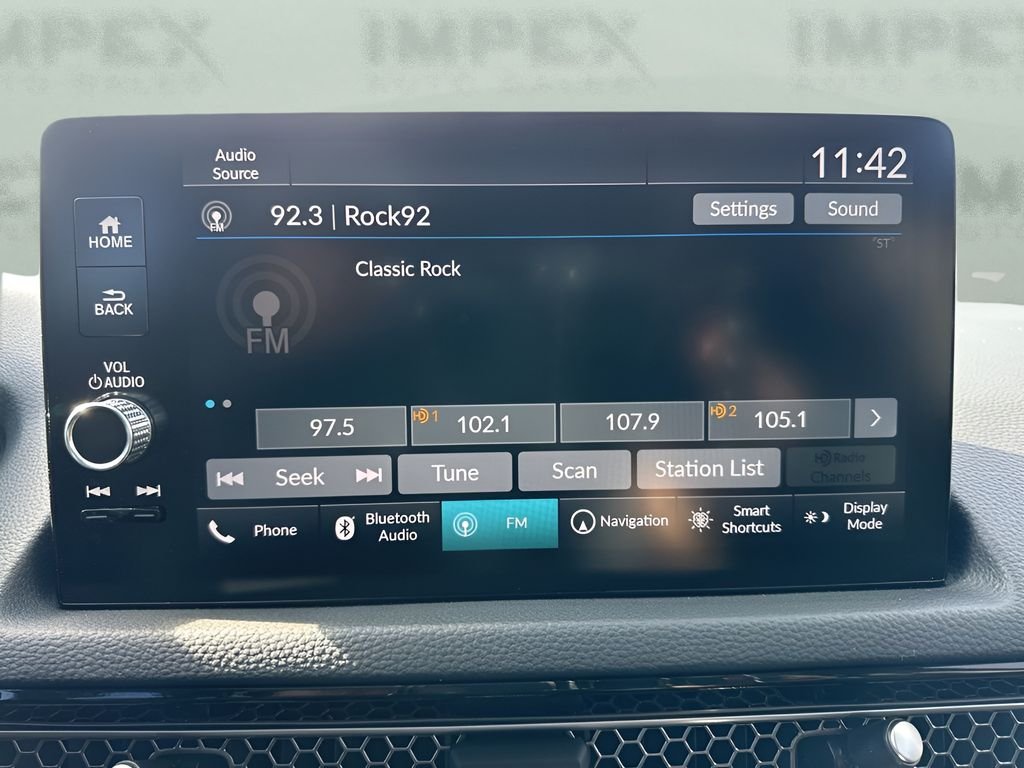 IMPEX IMPEX IMPEX
Audio
Source
11:42
FM
92.3 | Rock92
Settings
Sound
"ST"
HOME
BACK
Classic Rock
FM
VOL
AUDIO
97.5
HD 1
102.1
107.9
HD 2
105.1
>
Seek
Tune
Scan
Station List
HD Radio
Channels
Phone
Bluetooth
Audio
FM
Navigation
Smart
Shortcuts
Display
Mode